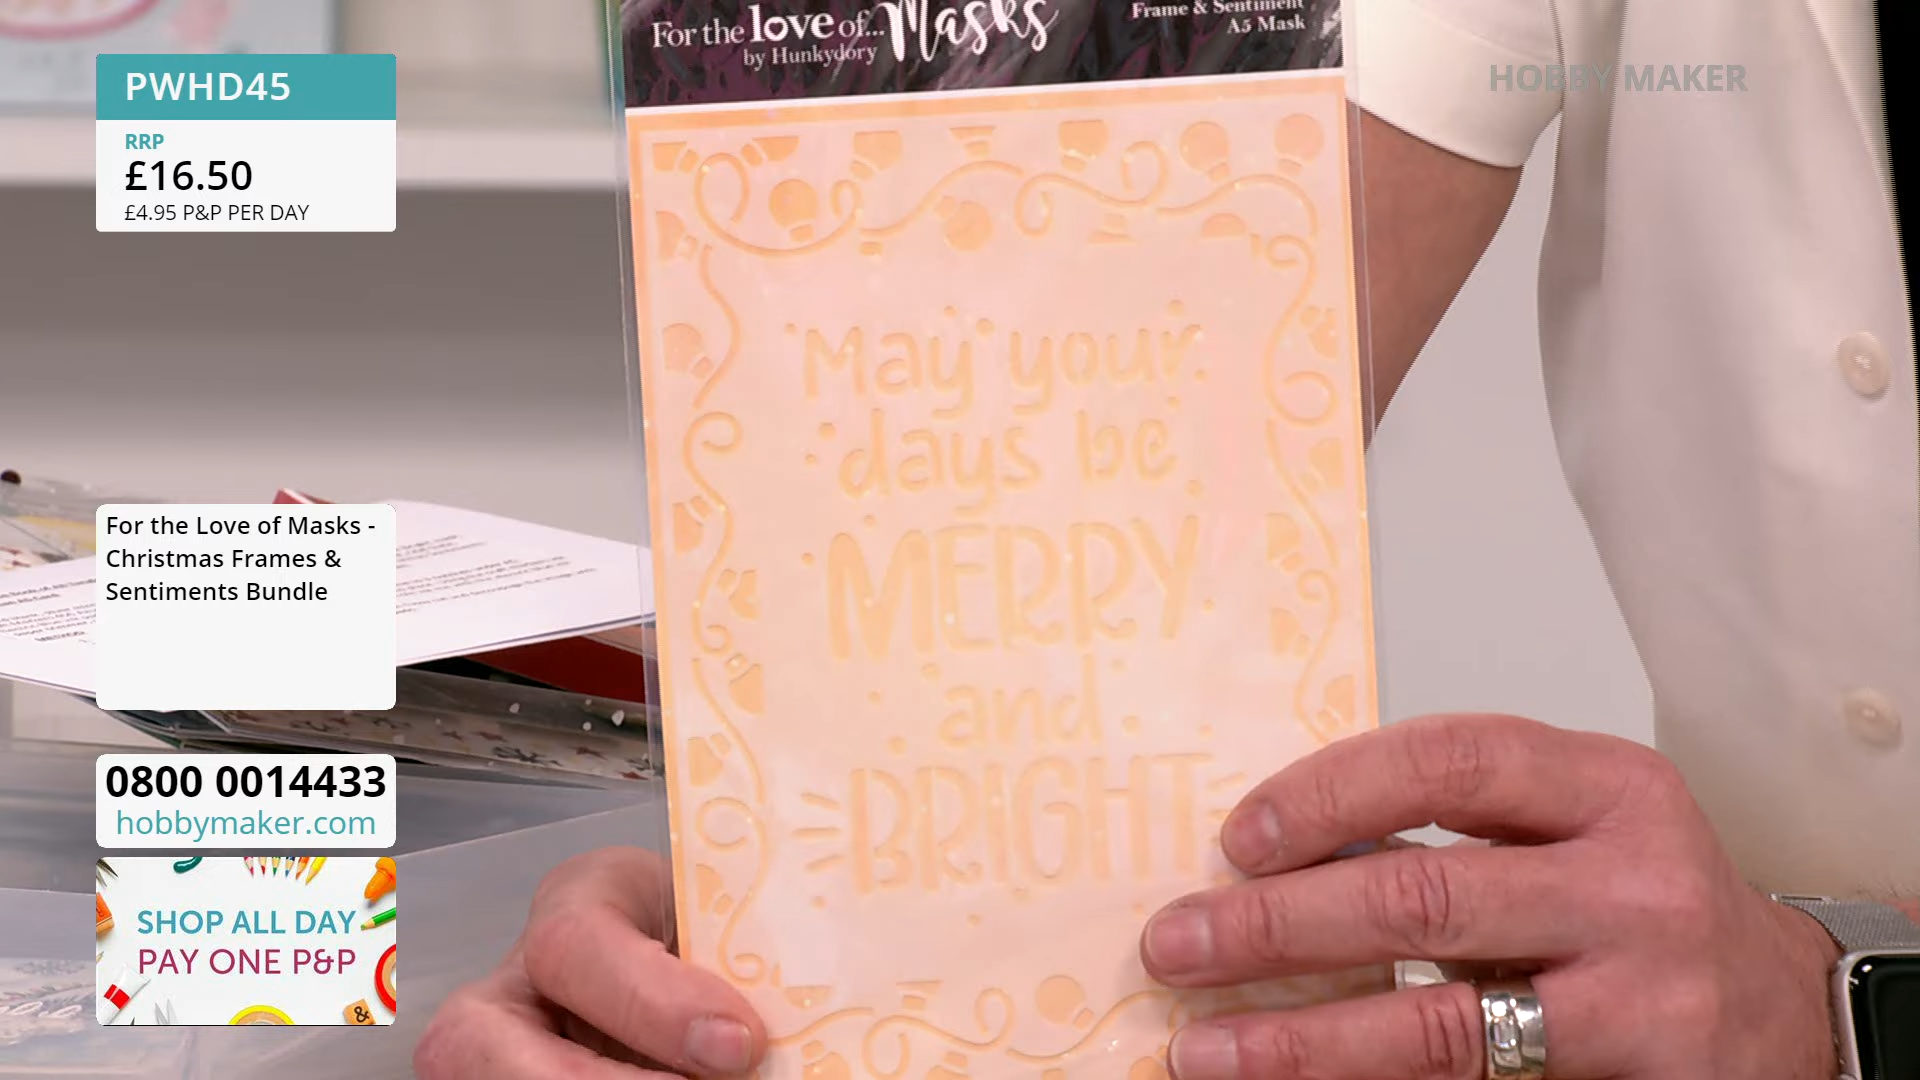 PWHD45
RRP
£16.50
£4.95 P&P PER DAY
For the love of... Masks
by Hunkydory
Frame & Sentiment
A5 Mask
HOBBY MAKER
May your
days be
MERRY
and
BRIGHT
For the Love of Masks -
Christmas Frames &
Sentiments Bundle
0800 0014433
hobbymaker.com
SHOP ALL DAY
PAY ONE P&P
&